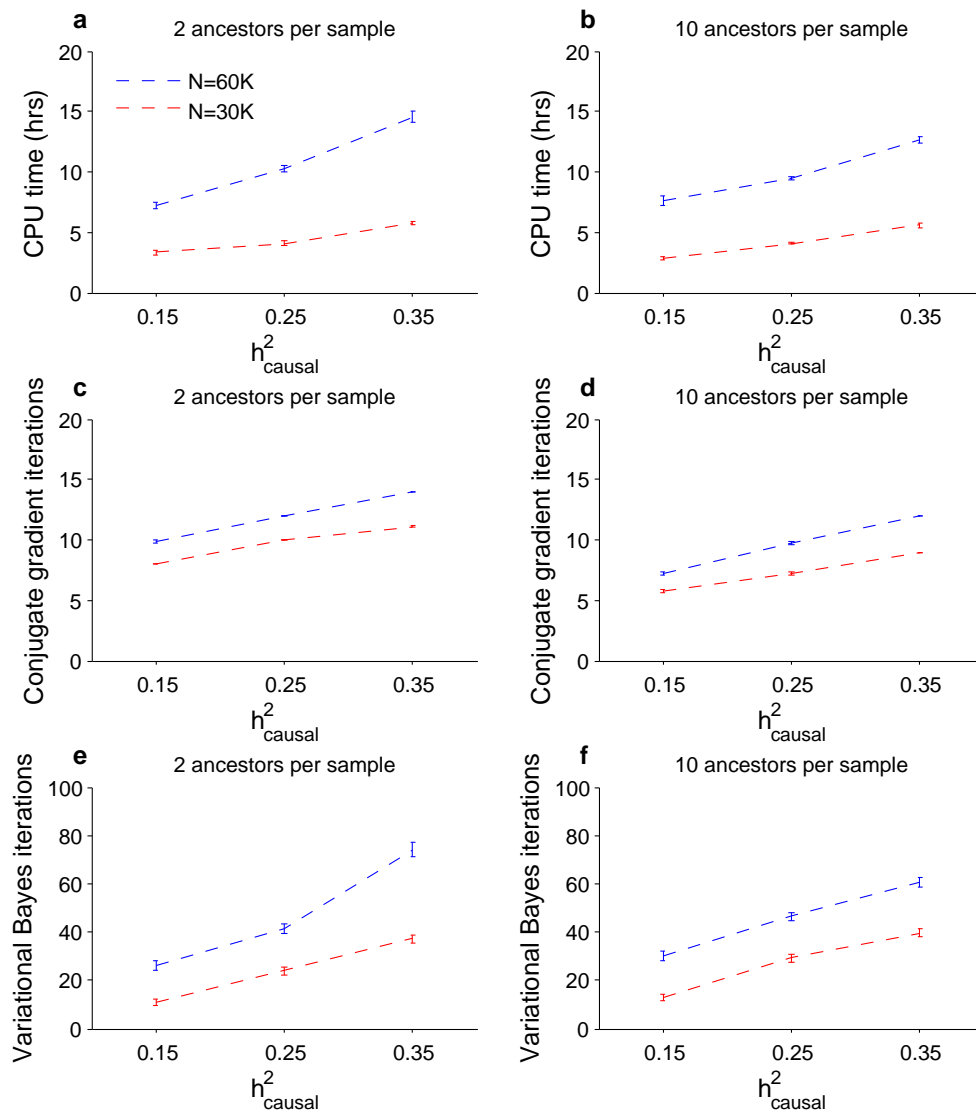 a
2 ancestors per sample
20
15
10
5
0
CPU time (hrs)
N=60K
N=30K
0.15 0.25 0.35
h²causal
b
10 ancestors per sample
20
15
10
5
0
CPU time (hrs)
0.15 0.25 0.35
h²causal
c
2 ancestors per sample
20
15
10
5
0
Conjugate gradient iterations
0.15 0.25 0.35
h²causal
d
10 ancestors per sample
20
15
10
5
0
Conjugate gradient iterations
0.15 0.25 0.35
h²causal
e
2 ancestors per sample
100
80
60
40
20
0
Variational Bayes iterations
0.15 0.25 0.35
h²causal
f
10 ancestors per sample
100
80
60
40
20
0
Variational Bayes iterations
0.15 0.25 0.35
h²causal